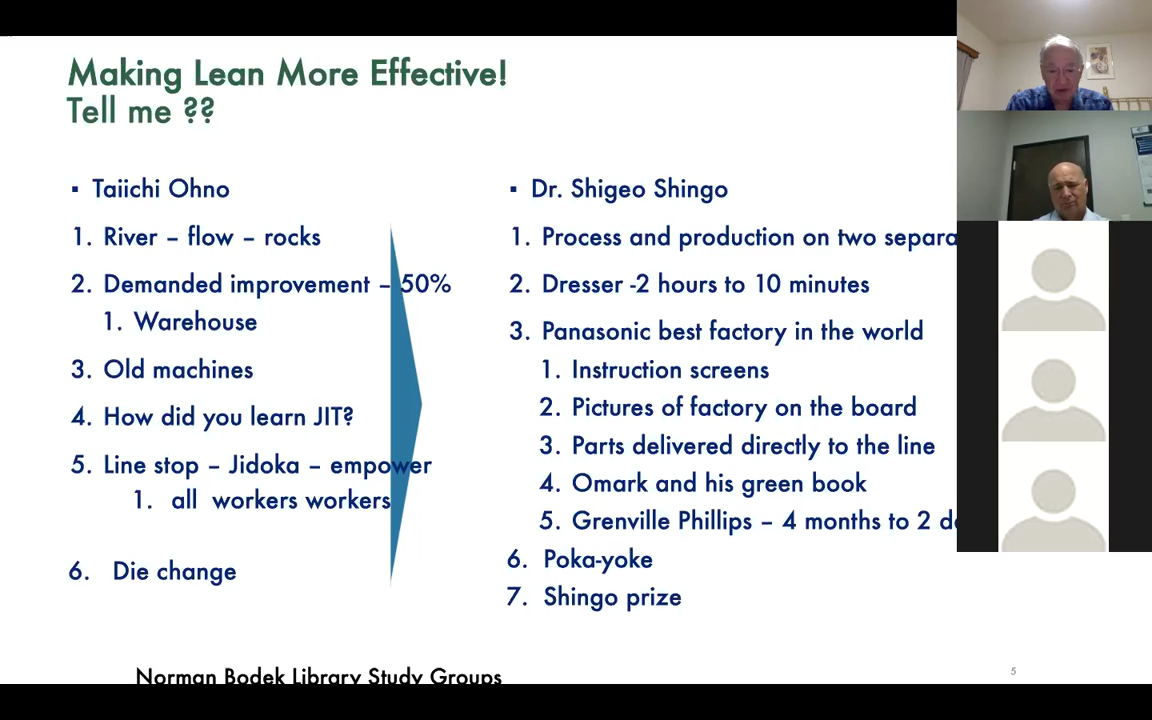 Making Lean More Effective!
Tell me ??
▪ Taiichi Ohno
1. River – flow – rocks
2. Demanded improvement – 50%
1. Warehouse
3. Old machines
4. How did you learn JIT?
5. Line stop – Jidoka – empower
1. all workers workers
6. Die change
▪ Dr. Shigeo Shingo
1. Process and production on two
2. Dresser -2 hours to 10 minutes
3. Panasonic best factory in the world
1. Instruction screens
2. Pictures of factory on the board
3. Parts delivered directly to the line
4. Omark and his green book
5. Grenville Phillips – 4 months to 2
6. Poka-yoke
7. Shingo prize
Norman Bodek Library Study Groups
5